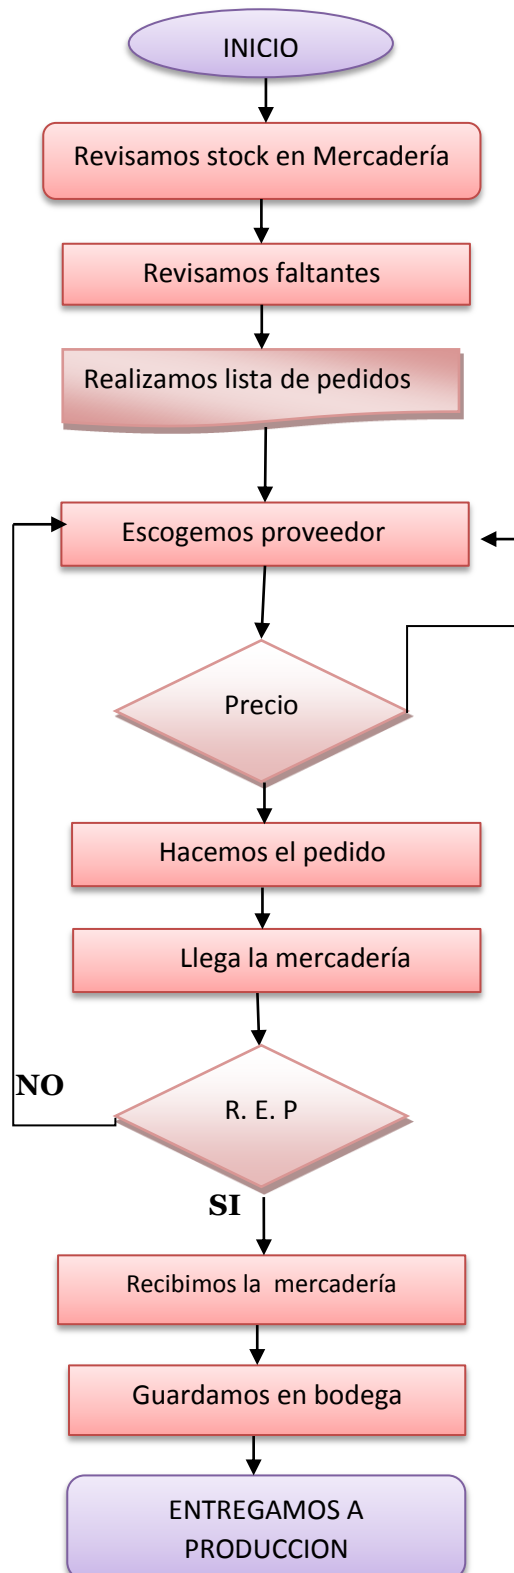 INICIO
Revisamos stock en Mercadería
Revisamos faltantes
Realizamos lista de pedidos
Escogemos proveedor
Precio
Hacemos el pedido
Llega la mercadería
NO
R. E. P
SI
Recibimos la mercadería
Guardamos en bodega
ENTREGAMOS A
PRODUCCION